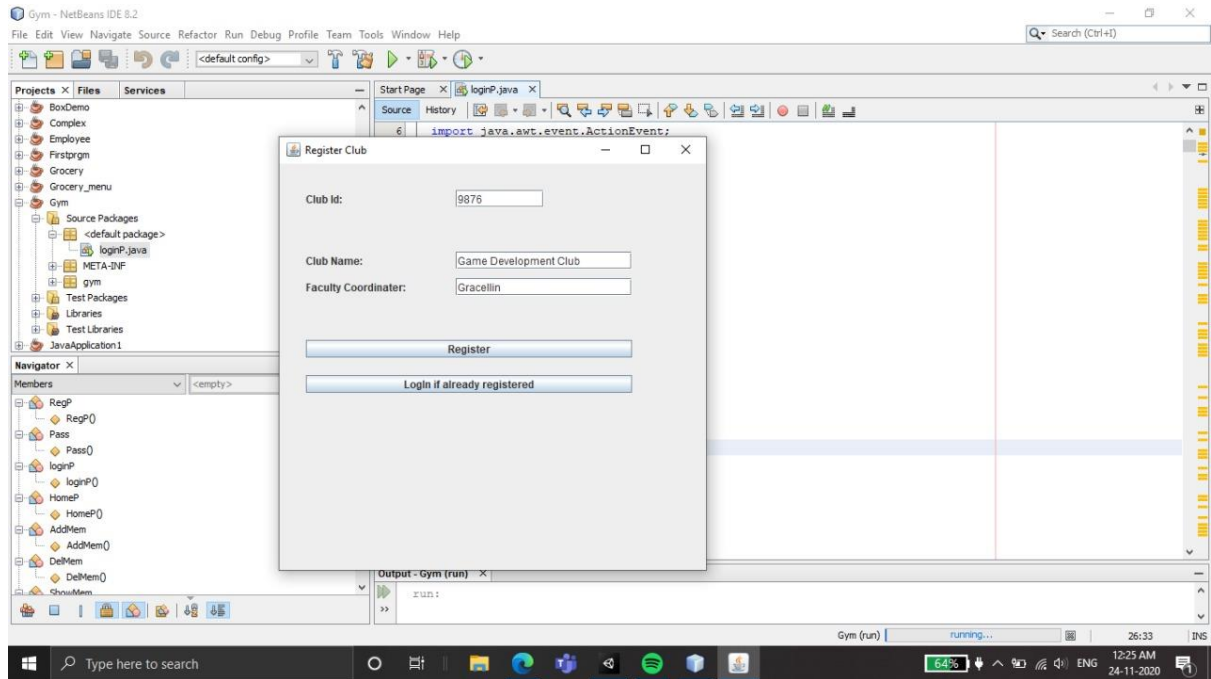 Gym - NetBeans IDE 8.2
File Edit View Navigate Source Refactor Run Debug Profile Team Tools Window Help
Search (Ctrl+I)
<default config>
Projects Files Services
BoxDemo
Complex
Employee
Firstprgm
Grocery
Grocery_menu
Gym
Source Packages
<default package>
loginP.java
META-INF
gym
Test Packages
Libraries
Test Libraries
JavaApplication1
Navigator
Members <empty>
RegP
RegP()
Pass
Pass()
loginP
loginP()
HomeP
HomeP()
AddMem
AddMem()
DelMem
DelMem()
ShowMem
Start Page loginP.java
Source History
6 import java.awt.event.ActionEvent;
Register Club
Club Id: 9876
Club Name: Game Development Club
Faculty Coordinater: Gracellin
Register
LogIn if already registered
Output - Gym (run)
run:
Gym (run) running... 26:33 INS
Type here to search
64% ENG 12:25 AM
24-11-2020